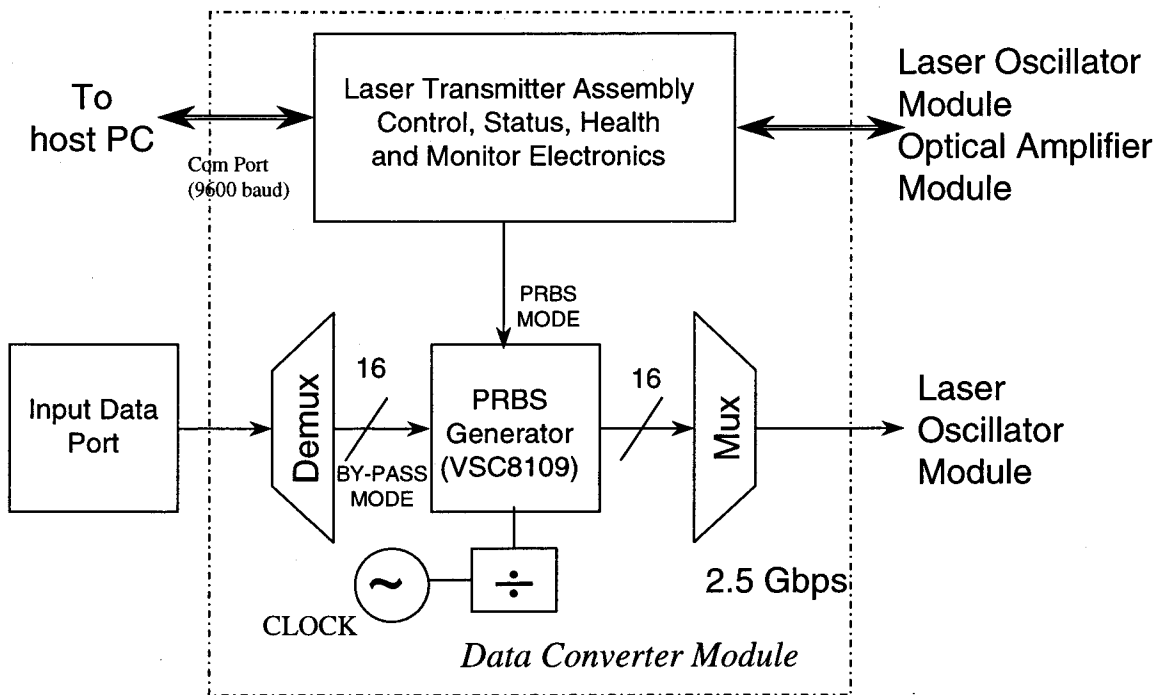 To
host PC
Com Port
(9600 baud)
Laser Transmitter Assembly
Control, Status, Health
and Monitor Electronics
Laser Oscillator
Module
Optical Amplifier
Module
PRBS
MODE
Input Data
Port
Demux
16
BY-PASS
MODE
PRBS
Generator
(VSC8109)
16
Mux
Laser
Oscillator
Module
~
÷
CLOCK
2.5 Gbps
Data Converter Module